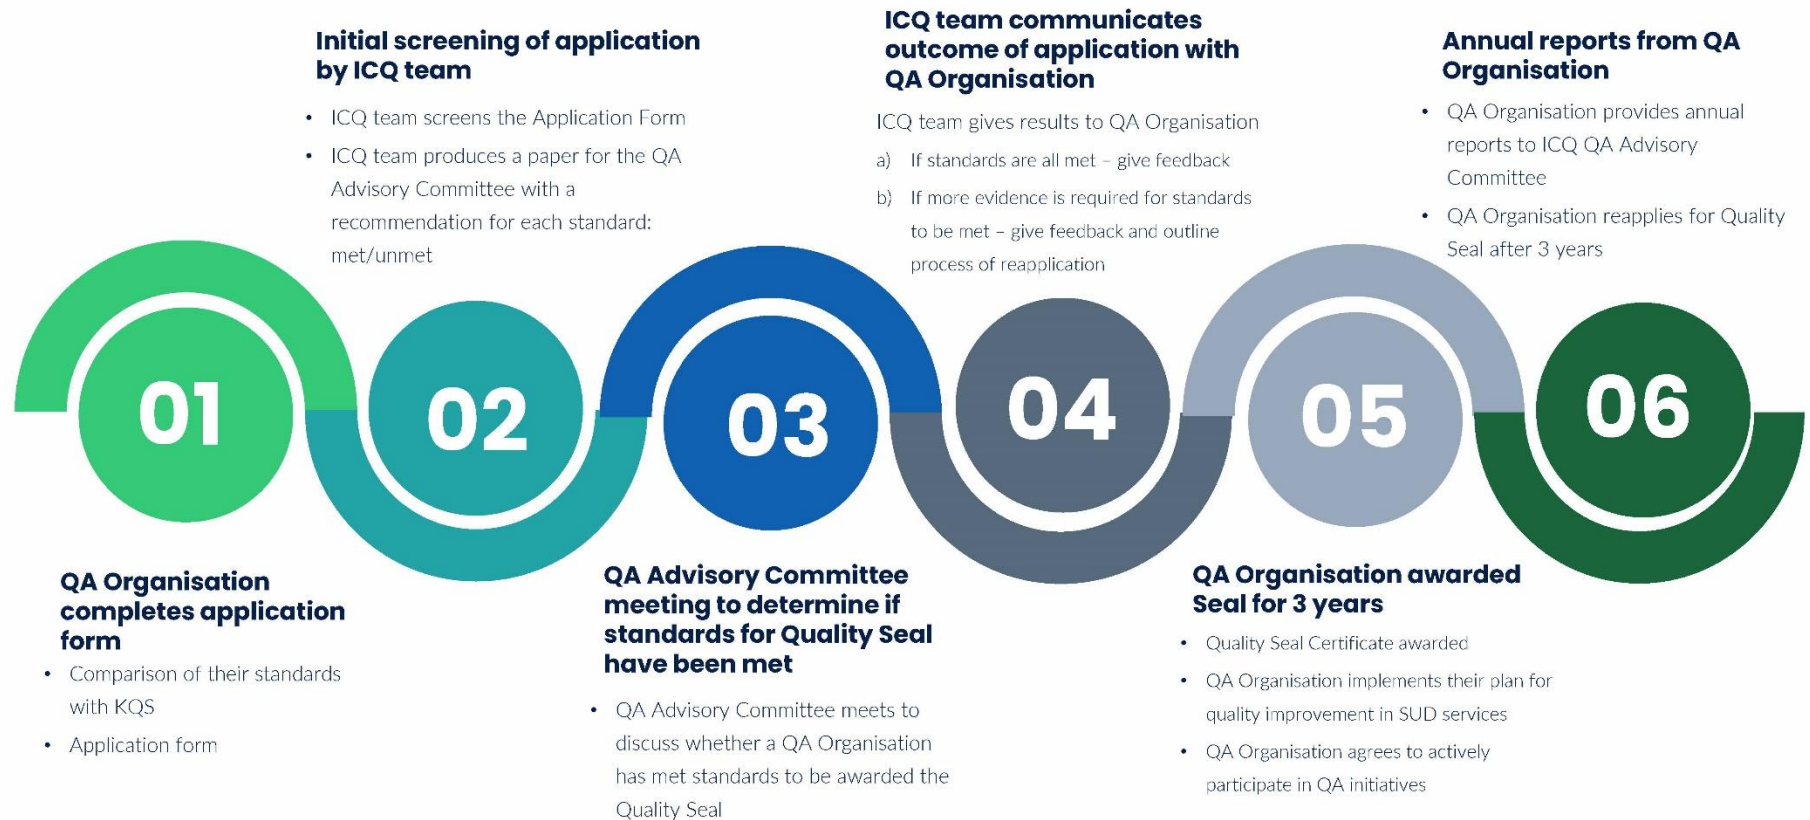 01
QA Organisation
completes application
form
• Comparison of their standards
with KQS
• Application form
Initial screening of application
by ICQ team
• ICQ team screens the Application Form
• ICQ team produces a paper for the QA
Advisory Committee with a
recommendation for each standard:
met/unmet
02
03
QA Advisory Committee
meeting to determine if
standards for Quality Seal
have been met
• QA Advisory Committee meets to
discuss whether a QA Organisation
has met standards to be awarded the
Quality Seal
ICQ team communicates
outcome of application with
QA Organisation
ICQ team gives results to QA Organisation
a) If standards are all met – give feedback
b) If more evidence is required for standards
to be met – give feedback and outline
process of reapplication
04
05
QA Organisation awarded
Seal for 3 years
• Quality Seal Certificate awarded
• QA Organisation implements their plan for
quality improvement in SUD services
• QA Organisation agrees to actively
participate in QA initiatives
Annual reports from QA
Organisation
• QA Organisation provides annual
reports to ICQ QA Advisory
Committee
• QA Organisation reapplies for Quality
Seal after 3 years
06